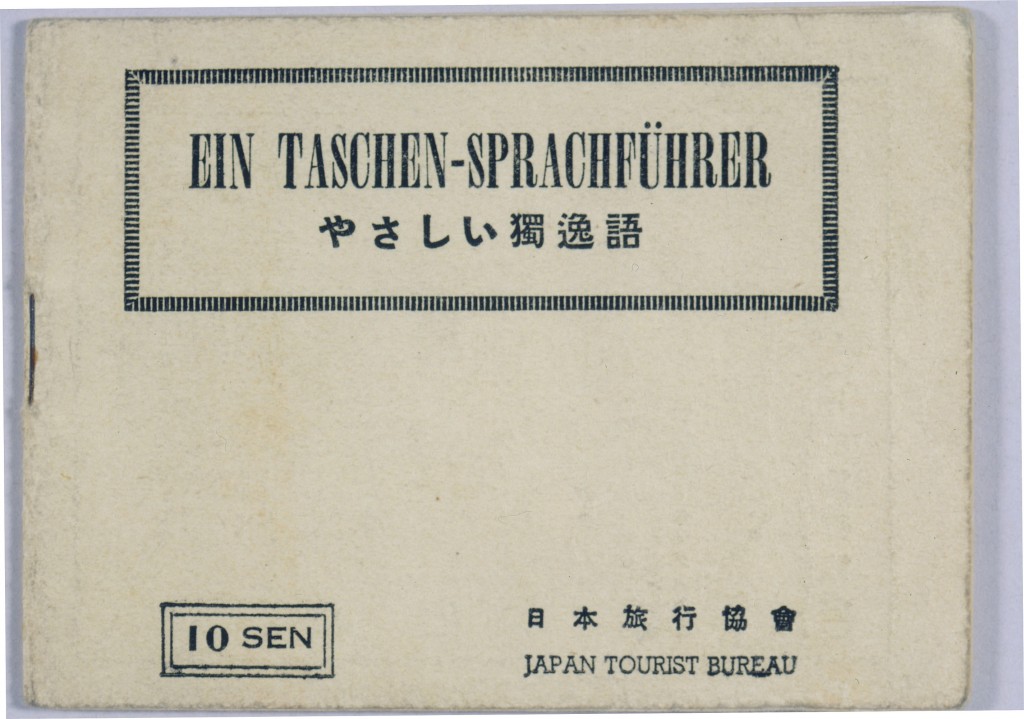 EIN TASCHEN-SPRACHFÜHRER
やさしい獨逸語
10 SEN
日本旅行協會
JAPAN TOURIST BUREAU